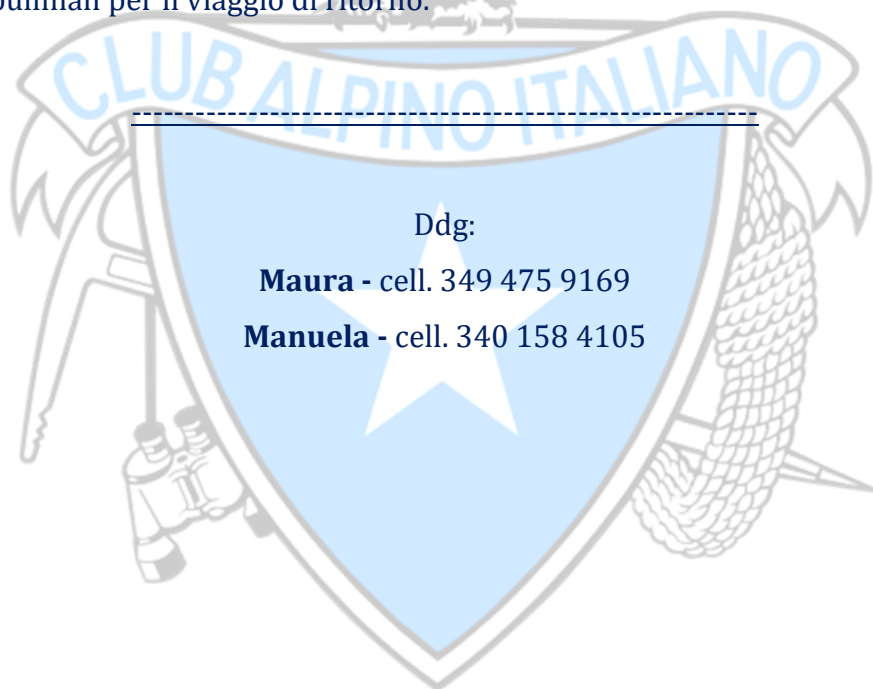 pullman per il viaggio di ritorno.
CLUB ALPINO ITALIANO
------------------------------------------------------------
Ddg:
Maura - cell. 349 475 9169
Manuela - cell. 340 158 4105